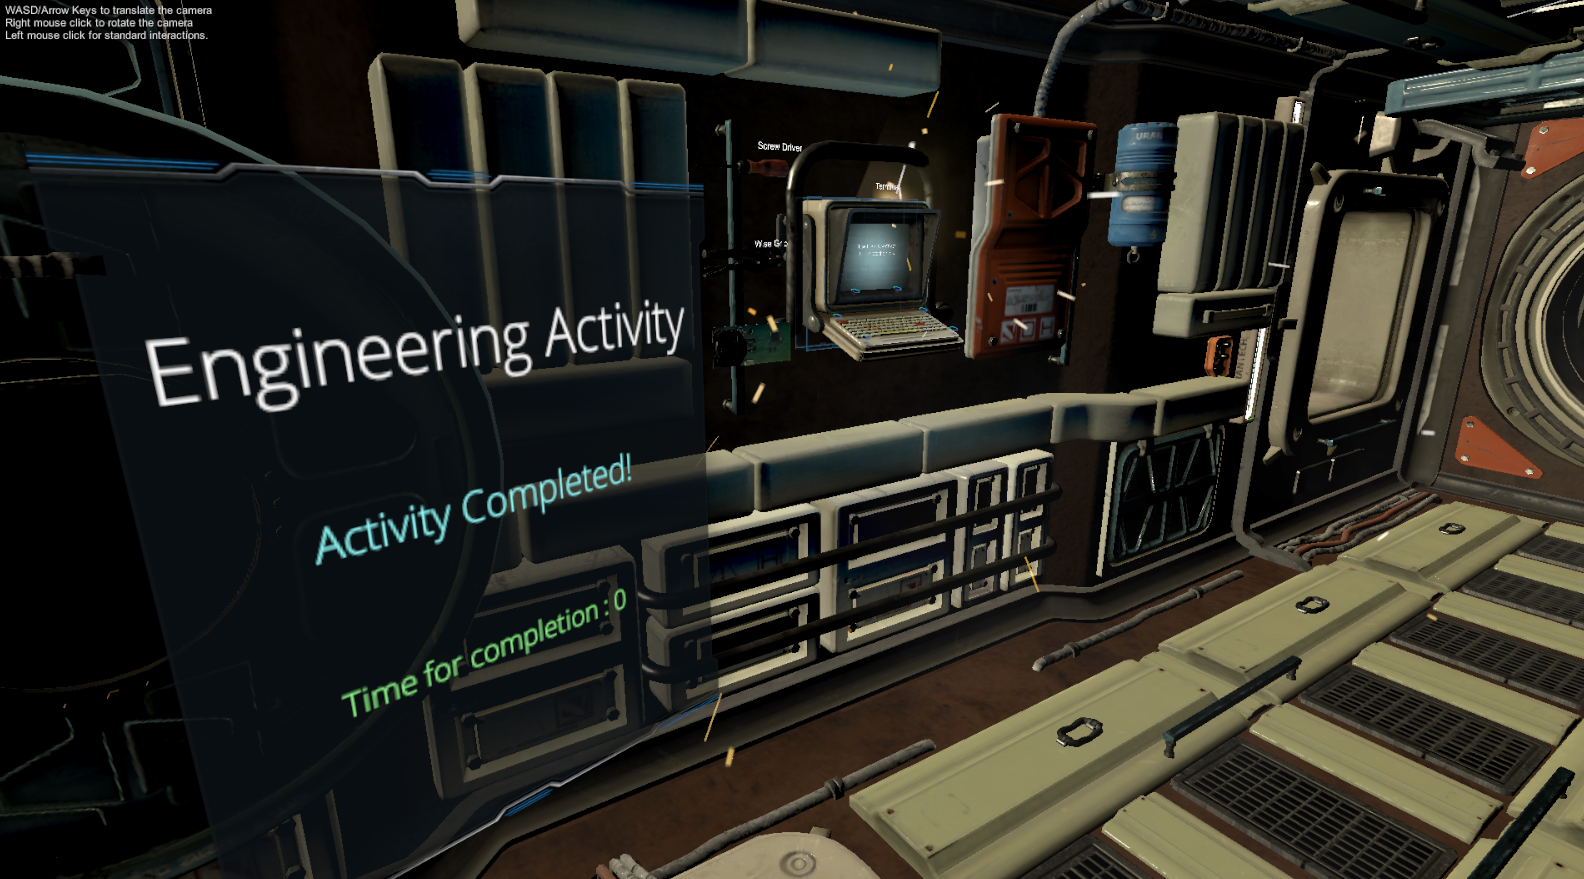 WASD/Arrow Keys to translate the camera
Right mouse click to rotate the camera
Left mouse click for standard interactions.
Screw Driver
Engineering Activity
Activity Completed!
Time for completion : 0